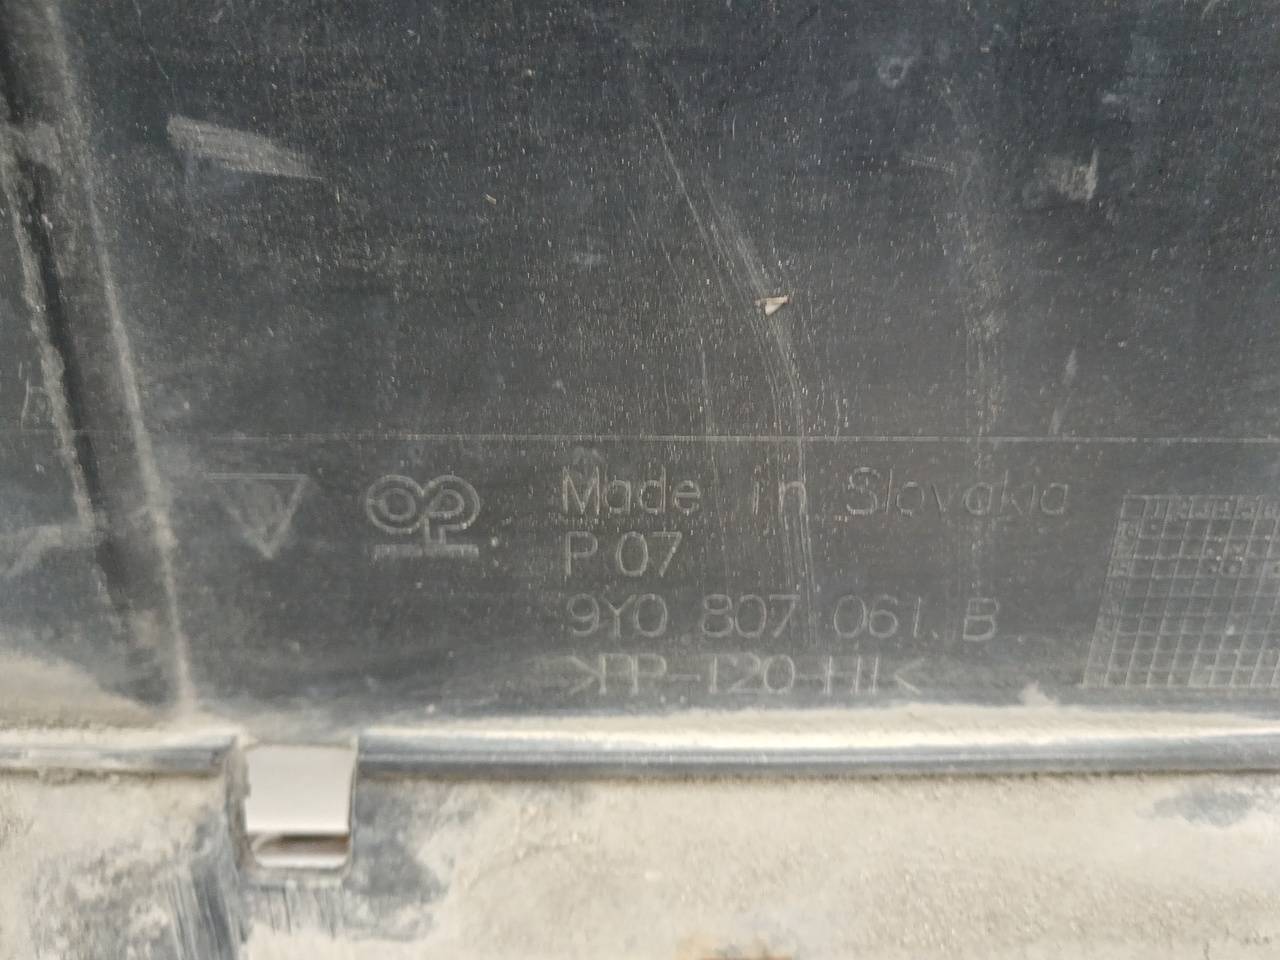 Made in Slovakia
P 07
9Y0 807 061 B
>PP-T20-HI<